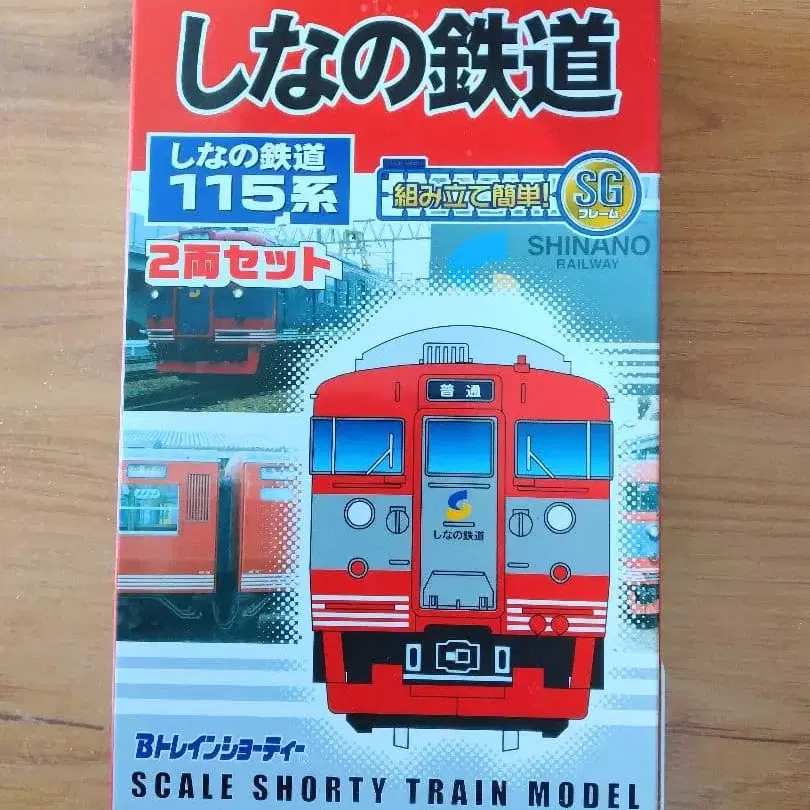 しなの鉄道
しなの鉄道
115系
組み立て簡単!
SG
フレーム
2両セット
SHINANO
RAILWAY
普通
しなの鉄道
Bトレインショーティー
SCALE SHORTY TRAIN MODEL